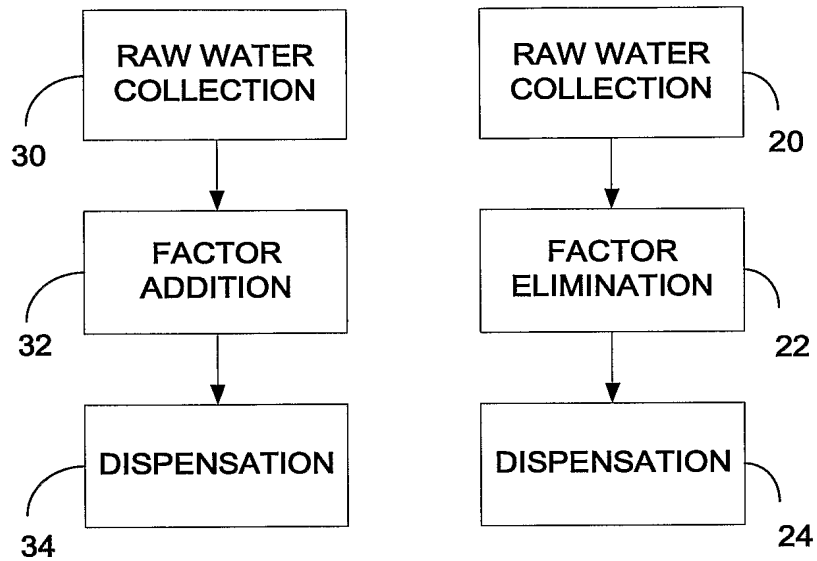 RAW WATER
COLLECTION
30
FACTOR
ADDITION
32
DISPENSATION
34
RAW WATER
COLLECTION
20
FACTOR
ELIMINATION
22
DISPENSATION
24